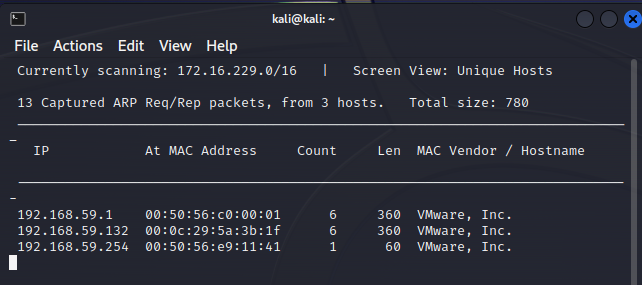 kali@kali: ~
File Actions Edit View Help
Currently scanning: 172.16.229.0/16 | Screen View: Unique Hosts
13 Captured ARP Req/Rep packets, from 3 hosts. Total size: 780
_____________________________________________________________________________
_
IP At MAC Address Count Len MAC Vendor / Hostname
-----------------------------------------------------------------------------
-
192.168.59.1 00:50:56:c0:00:01 6 360 VMware, Inc.
192.168.59.132 00:0c:29:5a:3b:1f 6 360 VMware, Inc.
192.168.59.254 00:50:56:e9:11:41 1 60 VMware, Inc.